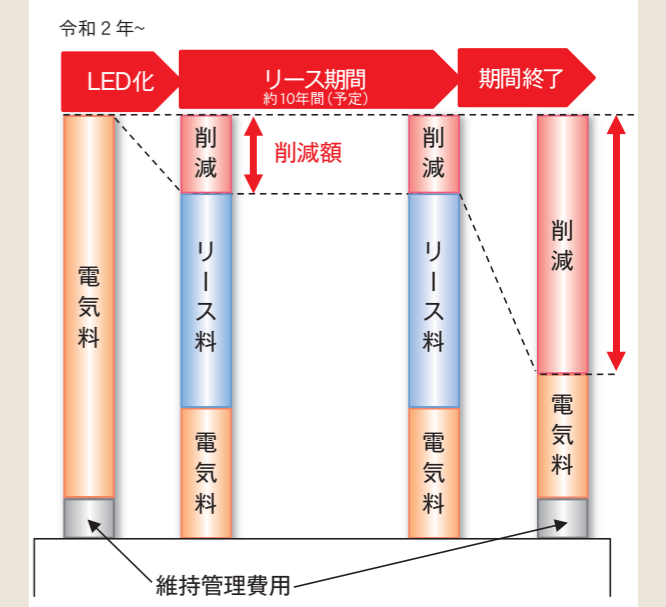 令和２年~
LED化
リース期間
約10年間（予定）
期間終了
電気料
削減
リース料
電気料
削減額
削減
リース料
電気料
削減
電気料
維持管理費用